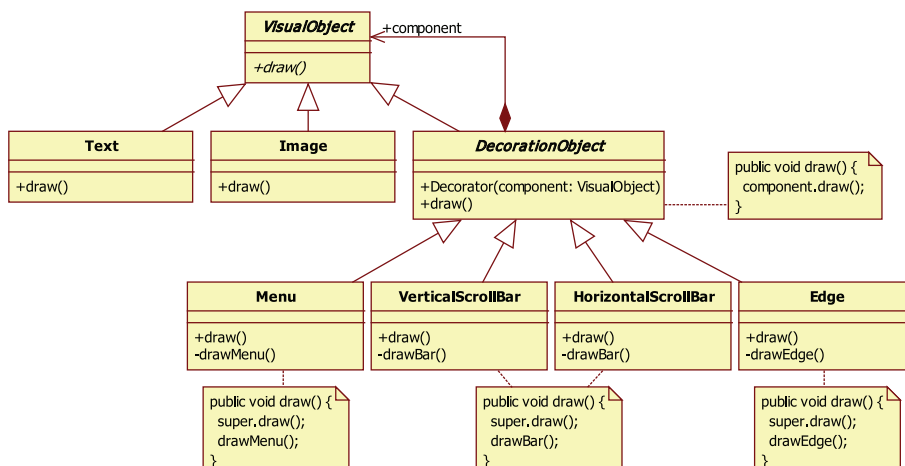 VisualObject
+component
+draw()
Text
+draw()
Image
+draw()
DecorationObject
+Decorator(component: VisualObject)
+draw()
public void draw() {
component.draw();
}
Menu
+draw()
-drawMenu()
VerticalScrollBar
+draw()
-drawBar()
HorizontalScrollBar
+draw()
-drawBar()
Edge
+draw()
-drawEdge()
public void draw() {
super.draw();
drawMenu();
}
public void draw() {
super.draw();
drawBar();
}
public void draw() {
super.draw();
drawEdge();
}